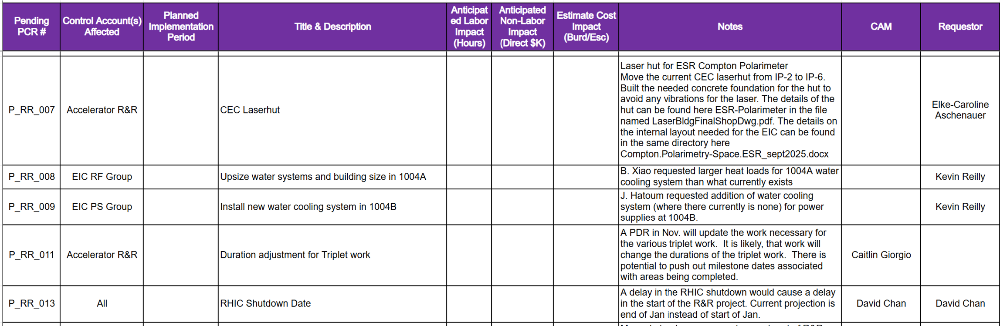 Pending PCR #
Control Account(s) Affected
Planned Implementation Period
Title & Description
Anticipat ed Labor Impact (Hours)
Anticipated Non-Labor Impact (Direct $K)
Estimate Cost Impact (Burd/Esc)
Notes
CAM
Requestor
P_RR_007
Accelerator R&R
CEC Laserhut
Laser hut for ESR Compton Polarimeter
Move the current CEC laserhut from IP-2 to IP-6.
Built the needed concrete foundation for the hut to
avoid any vibrations for the laser. The details of the
hut can be found here ESR-Polarimeter in the file
named LaserBldgFinalShopDwg.pdf. The details on
the internal layout needed for the EIC can be found
in the same directory here
Compton.Polarimetry-Space.ESR_sept2025.docx
Elke-Caroline
Aschenauer
P_RR_008
EIC RF Group
Upsize water systems and building size in 1004A
B. Xiao requested larger heat loads for 1004A water
cooling system than what currently exists
Kevin Reilly
P_RR_009
EIC PS Group
Install new water cooling system in 1004B
J. Hatoum requested addition of water cooling
system (where there currently is none) for power
supplies at 1004B.
Kevin Reilly
P_RR_011
Accelerator R&R
Duration adjustment for Triplet work
A PDR in Nov. will update the work necessary for
the various triplet work.  It is likely, that work will
change the durations of the triplet work.  There is
potential to push out milestone dates associated
with areas being completed.
Caitlin Giorgio
P_RR_013
All
RHIC Shutdown Date
A delay in the RHIC shutdown would cause a delay
in the start of the R&R project. Current projection is
end of Jan instead of start of Jan.
David Chan
David Chan